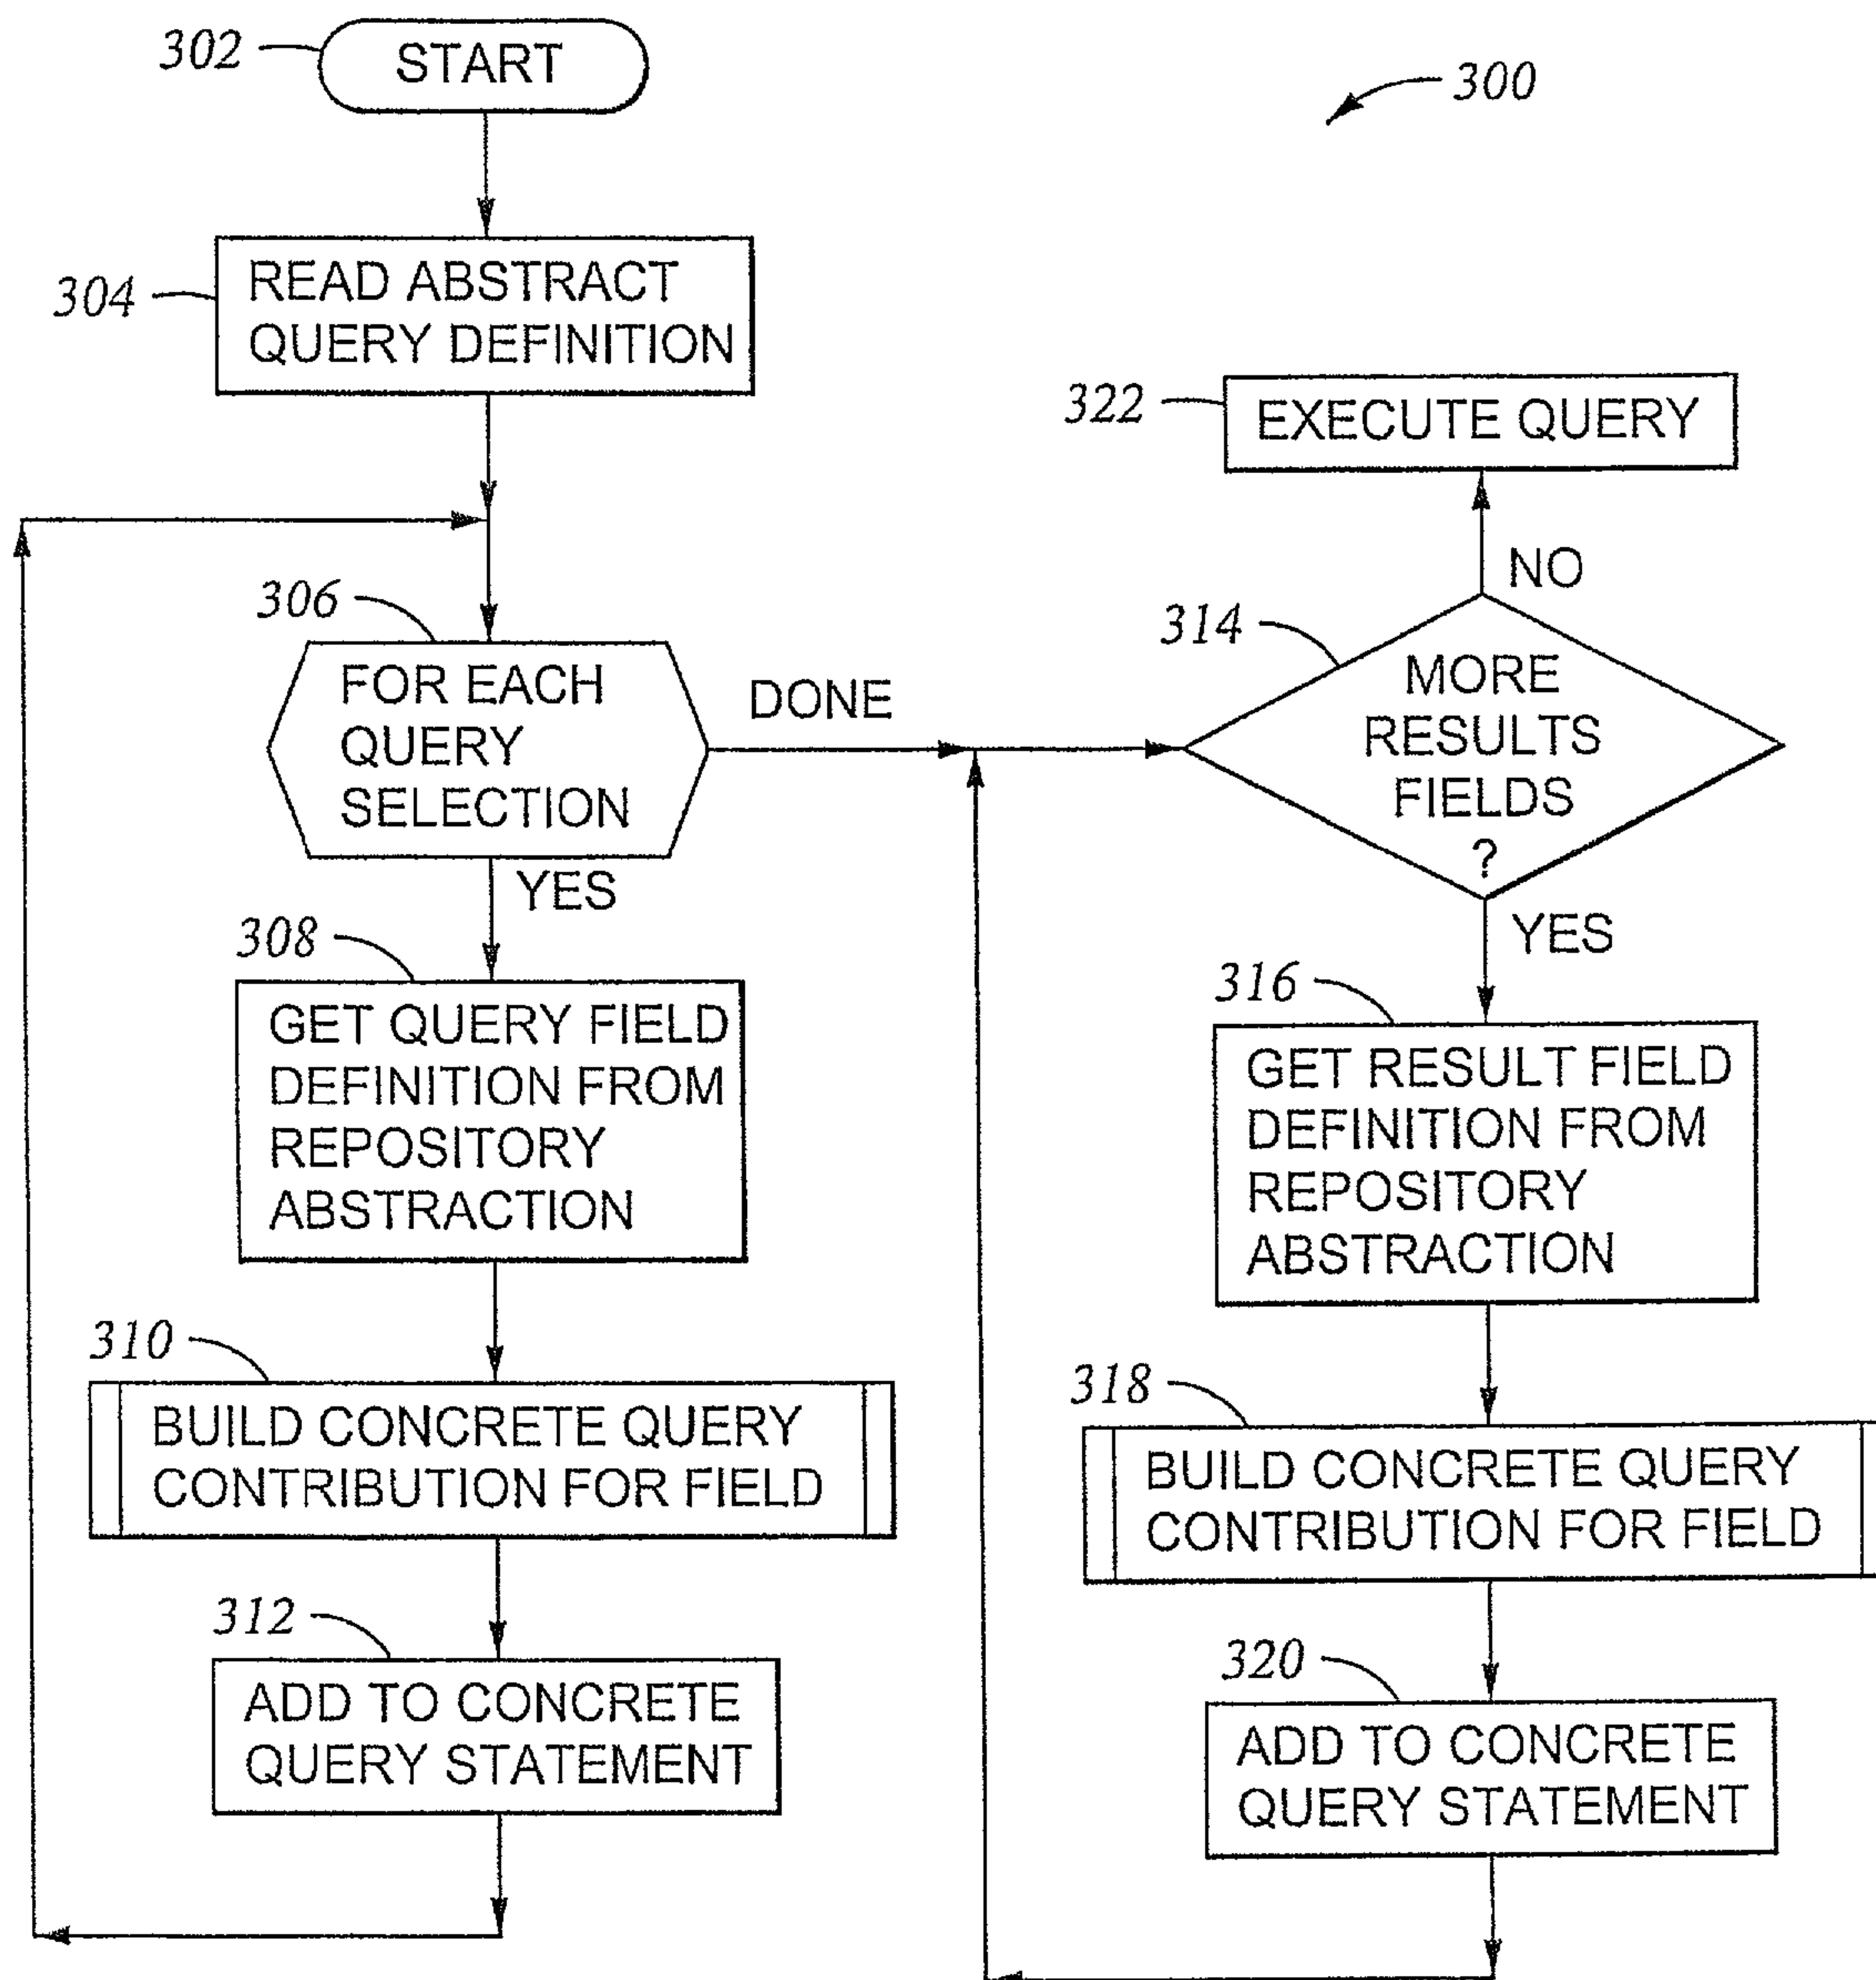 302
START
300
304
READ ABSTRACT
QUERY DEFINITION
306
FOR EACH
QUERY
SELECTION
DONE
YES
308
GET QUERY FIELD
DEFINITION FROM
REPOSITORY
ABSTRACTION
310
BUILD CONCRETE QUERY
CONTRIBUTION FOR FIELD
312
ADD TO CONCRETE
QUERY STATEMENT
322
EXECUTE QUERY
NO
314
MORE
RESULTS
FIELDS
?
YES
316
GET RESULT FIELD
DEFINITION FROM
REPOSITORY
ABSTRACTION
318
BUILD CONCRETE QUERY
CONTRIBUTION FOR FIELD
320
ADD TO CONCRETE
QUERY STATEMENT